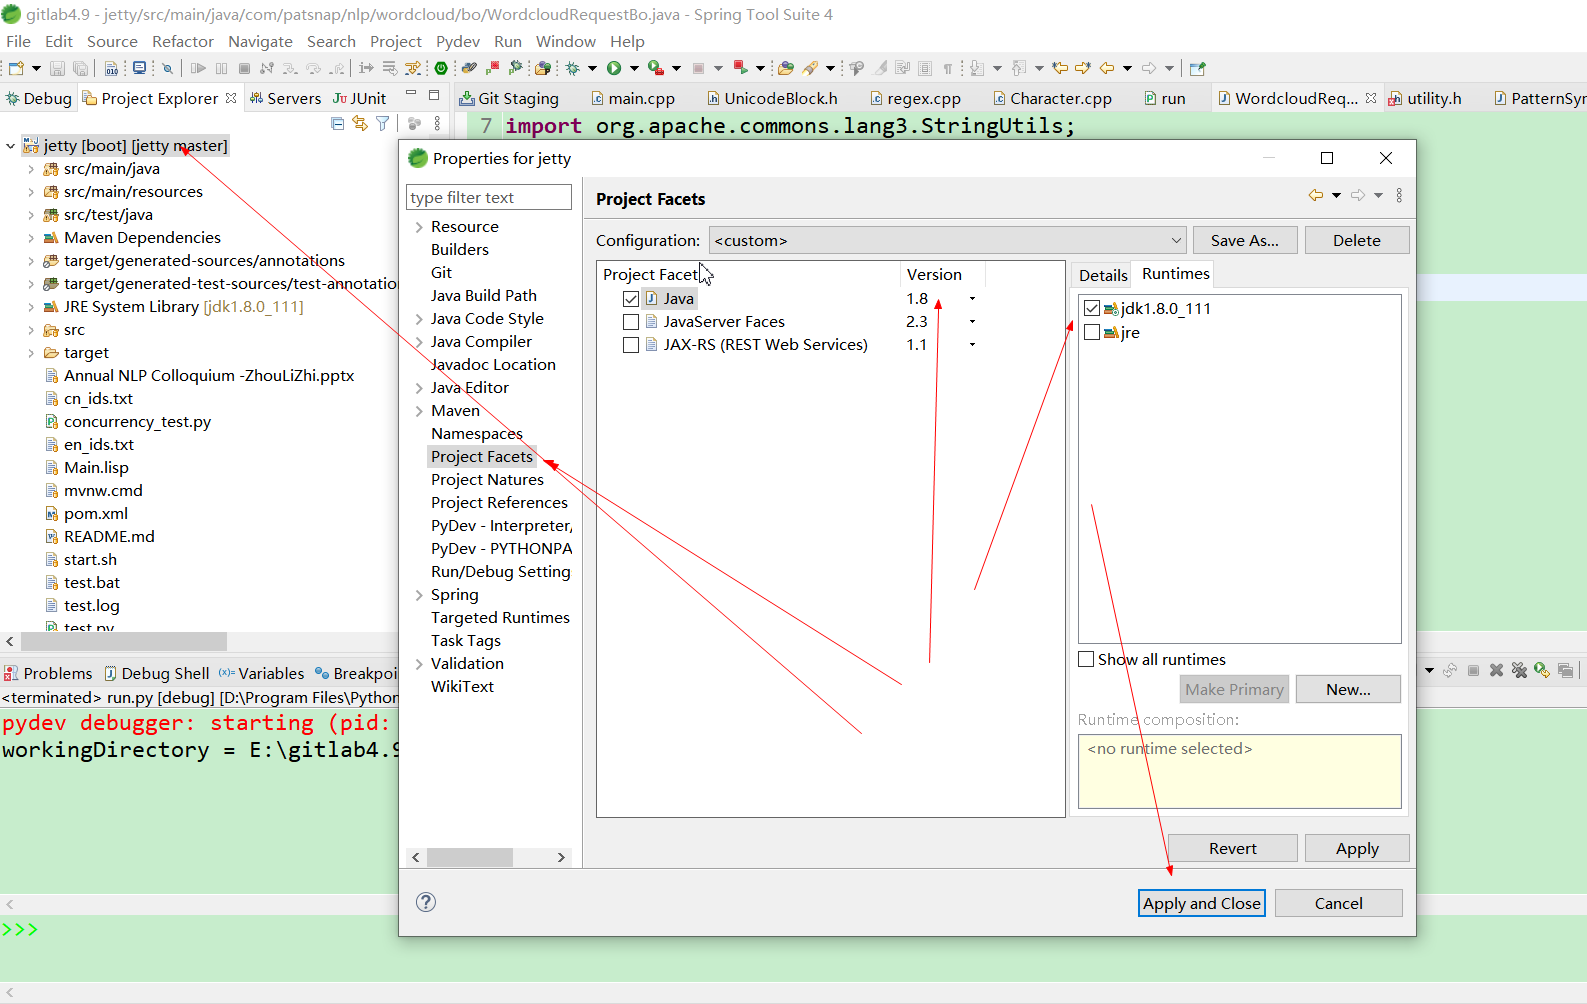 gitlab4.9 - jetty/src/main/java/com/patsnap/nlp/wordcloud/bo/WordcloudRequestBo.java - Spring Tool Suite 4
File Edit Source Refactor Navigate Search Project Pydev Run Window Help
Debug Project Explorer Servers JUnit
Git Staging main.cpp UnicodeBlock.h regex.cpp Character.cpp run WordcloudReq... utility.h PatternSyn
7 import org.apache.commons.lang3.StringUtils;
jetty [boot] [jetty master]
src/main/java
src/main/resources
src/test/java
Maven Dependencies
target/generated-sources/annotations
target/generated-test-sources/test-annotatio
JRE System Library [jdk1.8.0_111]
src
target
Annual NLP Colloquium -ZhouLiZhi.pptx
cn_ids.txt
concurrency_test.py
en_ids.txt
Main.lisp
mvnw.cmd
pom.xml
README.md
start.sh
test.bat
test.log
test.py
Problems Debug Shell Variables Breakpoi
<terminated> run.py [debug] [D:\Program Files\Python
pydev debugger: starting (pid:
workingDirectory = E:\gitlab4.9
>>>
Properties for jetty
type filter text
Resource
Builders
Git
Java Build Path
Java Code Style
Java Compiler
Javadoc Location
Java Editor
Maven
Namespaces
Project Facets
Project Natures
Project References
PyDev - Interpreter/
PyDev - PYTHONPA
Run/Debug Setting
Spring
Targeted Runtimes
Task Tags
Validation
WikiText
Project Facets
Configuration: <custom> Save As... Delete
Project Facet Version
Java 1.8
JavaServer Faces 2.3
JAX-RS (REST Web Services) 1.1
Details Runtimes
jdk1.8.0_111
jre
Show all runtimes
Make Primary New...
Runtime composition:
<no runtime selected>
Revert Apply
Apply and Close Cancel